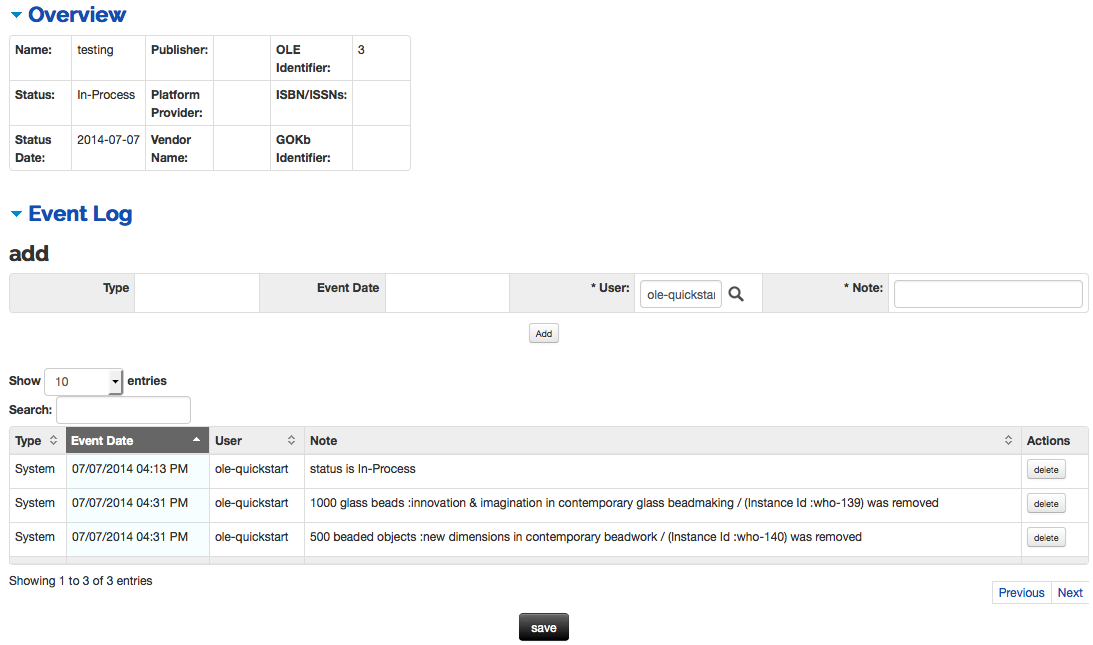 Overview
Name: testing Publisher: OLE Identifier: 3
Status: In-Process Platform Provider: ISBN/ISSNs:
Status Date: 2014-07-07 Vendor Name: GOKb Identifier:
Event Log
add
Type Event Date * User: ole-quickstar * Note:
Add
Show 10 entries
Search:
Type Event Date User Note Actions
System 07/07/2014 04:13 PM ole-quickstart status is In-Process delete
System 07/07/2014 04:31 PM ole-quickstart 1000 glass beads :innovation & imagination in contemporary glass beadmaking / (Instance Id :who-139) was removed delete
System 07/07/2014 04:31 PM ole-quickstart 500 beaded objects :new dimensions in contemporary beadwork / (Instance Id :who-140) was removed delete
Showing 1 to 3 of 3 entries
Previous Next
save